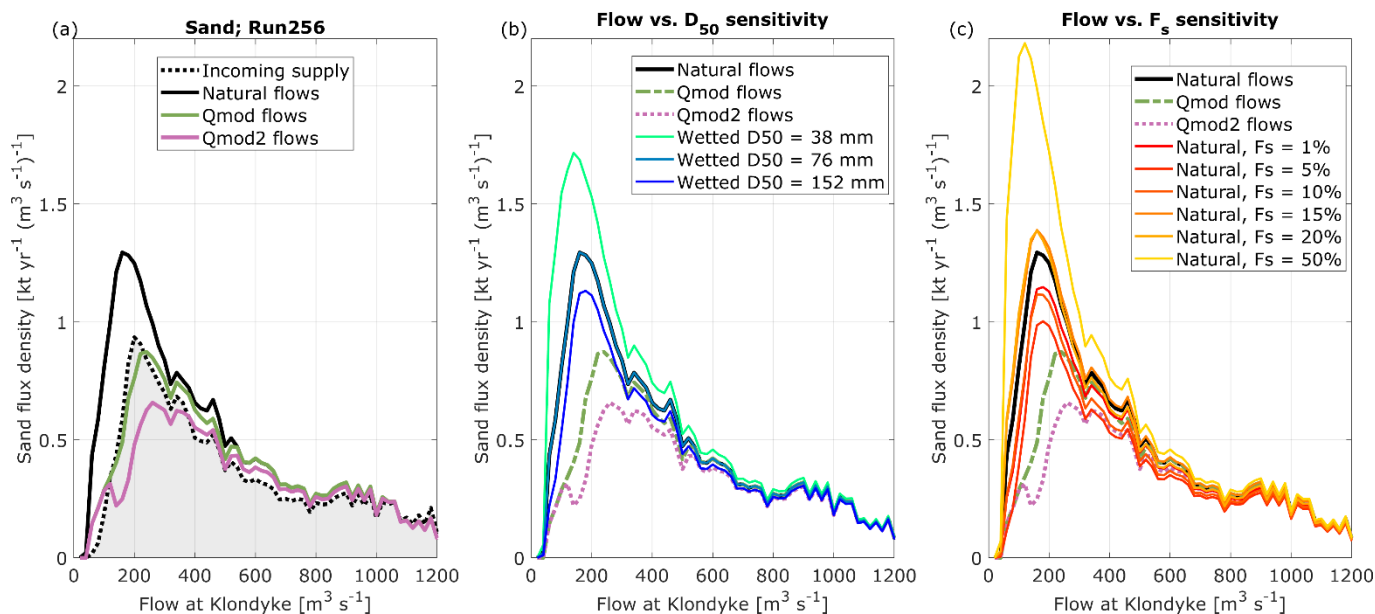 (a)
Sand; Run256
Sand flux density [kt yr⁻¹ (m³ s⁻¹)⁻¹]
2
1.5
1
0.5
0
Incoming supply
Natural flows
Qmod flows
Qmod2 flows
0 200 400 600 800 1000 1200
Flow at Klondyke [m³ s⁻¹]
(b)
Flow vs. D₅₀ sensitivity
Sand flux density [kt yr⁻¹ (m³ s⁻¹)⁻¹]
2
1.5
1
0.5
0
Natural flows
Qmod flows
Qmod2 flows
Wetted D50 = 38 mm
Wetted D50 = 76 mm
Wetted D50 = 152 mm
0 200 400 600 800 1000 1200
Flow at Klondyke [m³ s⁻¹]
(c)
Flow vs. Fₛ sensitivity
Sand flux density [kt yr⁻¹ (m³ s⁻¹)⁻¹]
2
1.5
1
0.5
0
Natural flows
Qmod flows
Qmod2 flows
Natural, Fs = 1%
Natural, Fs = 5%
Natural, Fs = 10%
Natural, Fs = 15%
Natural, Fs = 20%
Natural, Fs = 50%
0 200 400 600 800 1000 1200
Flow at Klondyke [m³ s⁻¹]